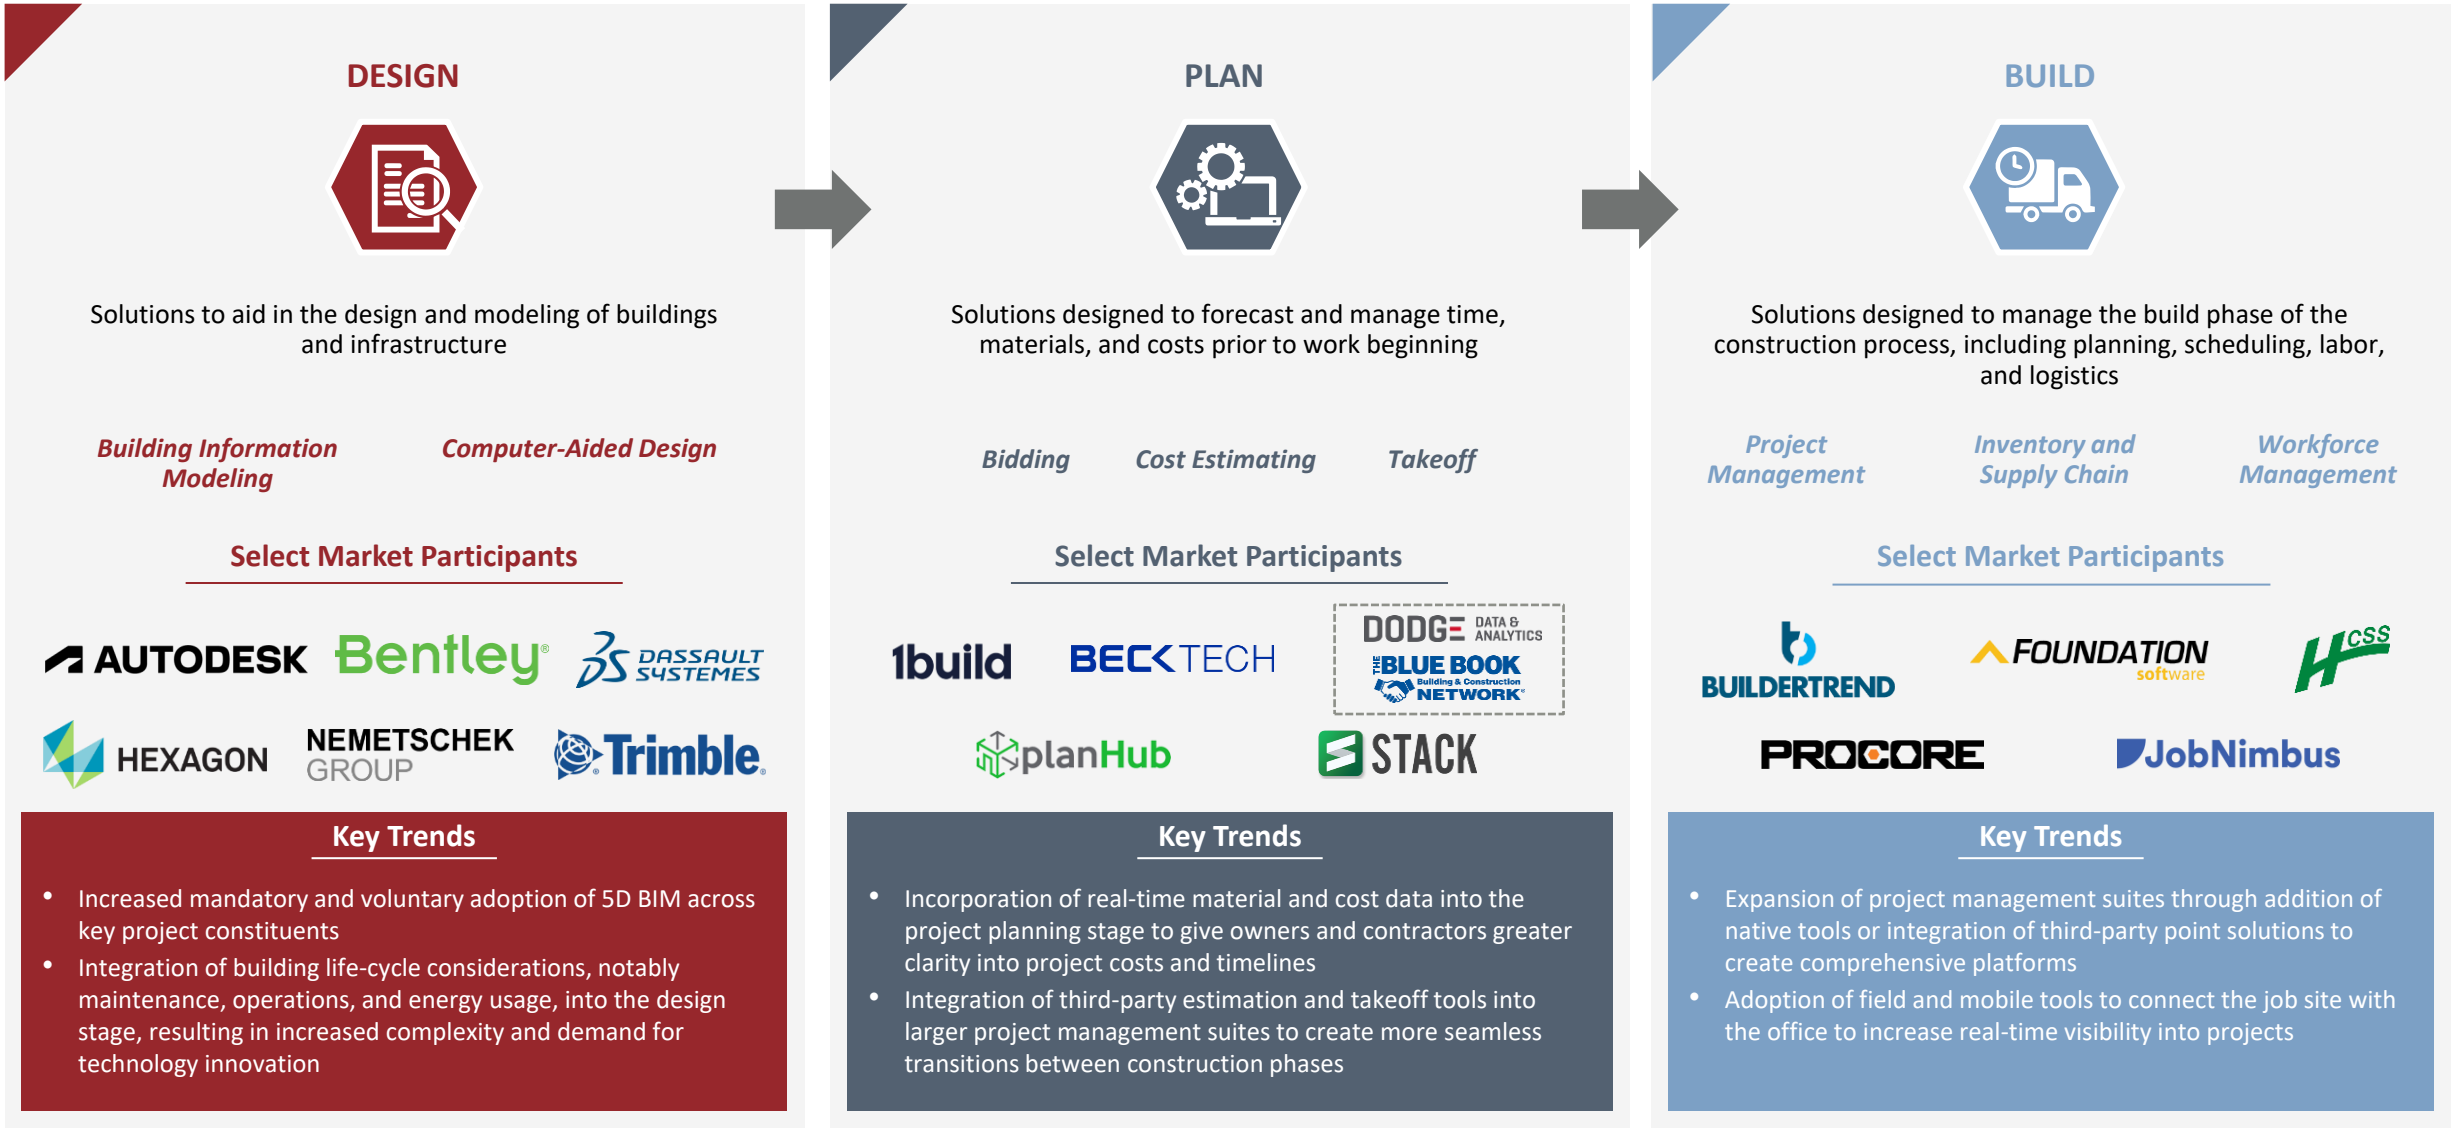 DESIGN
Solutions to aid in the design and modeling of buildings
and infrastructure
Building Information
Modeling
Computer-Aided Design
Select Market Participants
AUTODESK
Bentley®
DASSAULT
SYSTEMES
HEXAGON
NEMETSCHEK
GROUP
Trimble®
Key Trends
• Increased mandatory and voluntary adoption of 5D BIM across
key project constituents
• Integration of building life-cycle considerations, notably
maintenance, operations, and energy usage, into the design
stage, resulting in increased complexity and demand for
technology innovation
PLAN
Solutions designed to forecast and manage time,
materials, and costs prior to work beginning
Bidding
Cost Estimating
Takeoff
Select Market Participants
1build
BECKTECH
DODGE DATA &
ANALYTICS
THE BLUE BOOK
Building & Construction
NETWORK®
planHub
STACK
Key Trends
• Incorporation of real-time material and cost data into the
project planning stage to give owners and contractors greater
clarity into project costs and timelines
• Integration of third-party estimation and takeoff tools into
larger project management suites to create more seamless
transitions between construction phases
BUILD
Solutions designed to manage the build phase of the
construction process, including planning, scheduling, labor,
and logistics
Project
Management
Inventory and
Supply Chain
Workforce
Management
Select Market Participants
BUILDERTREND
FOUNDATION
software
HCSS
PROCORE
JobNimbus
Key Trends
• Expansion of project management suites through addition of
native tools or integration of third-party point solutions to
create comprehensive platforms
• Adoption of field and mobile tools to connect the job site with
the office to increase real-time visibility into projects